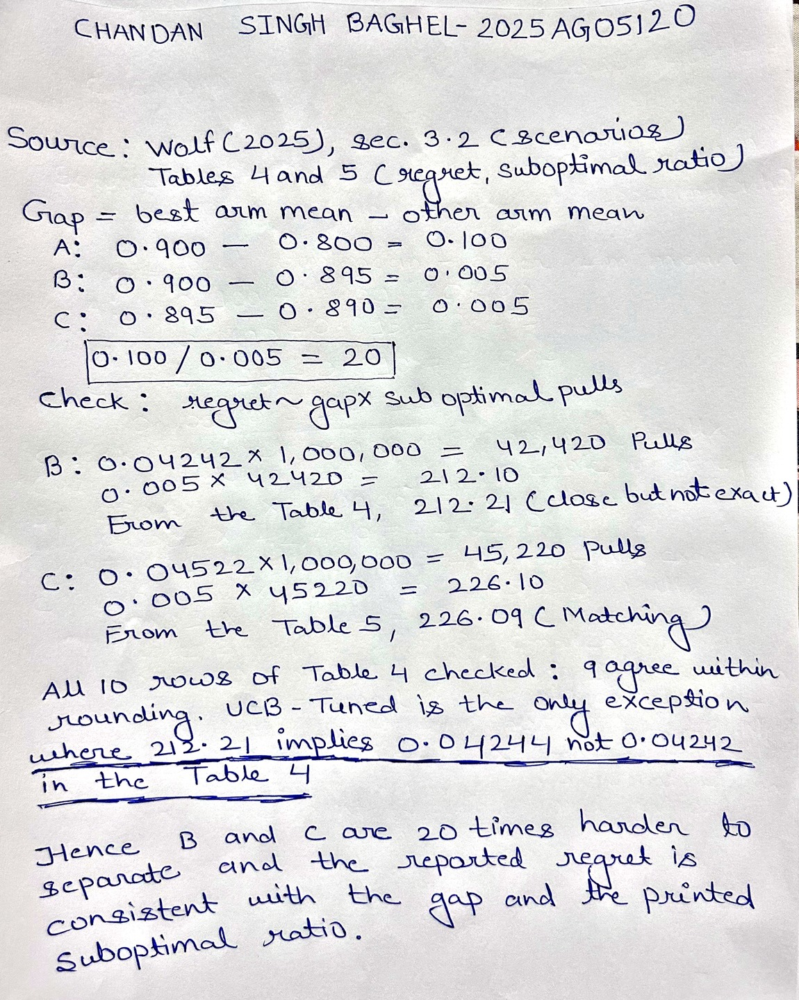 CHANDAN SINGH BAGHEL- 2025AG05120
Source: Wolf (2025), sec. 3.2 (scenarios)
Tables 4 and 5 (regret, suboptimal ratio)
Gap = best arm mean - other arm mean
A: 0.900 - 0.800 = 0.100
B: 0.900 - 0.895 = 0.005
C: 0.895 - 0.890 = 0.005
0.100 / 0.005 = 20
Check: regret ~ gap x suboptimal pulls
B: 0.04242 x 1,000,000 = 42,420 Pulls
0.005 x 42420 = 212.10
From the Table 4, 212.21 (close but not exact)
C: 0.04522 x 1,000,000 = 45,220 Pulls
0.005 x 45220 = 226.10
From the Table 5, 226.09 (Matching)
All 10 rows of Table 4 checked: 9 agree within
rounding. UCB-Tuned is the only exception
where 212.21 implies 0.04244 not 0.04242
in the Table 4
Hence B and C are 20 times harder to
separate and the reported regret is
consistent with the gap and the printed
suboptimal ratio.